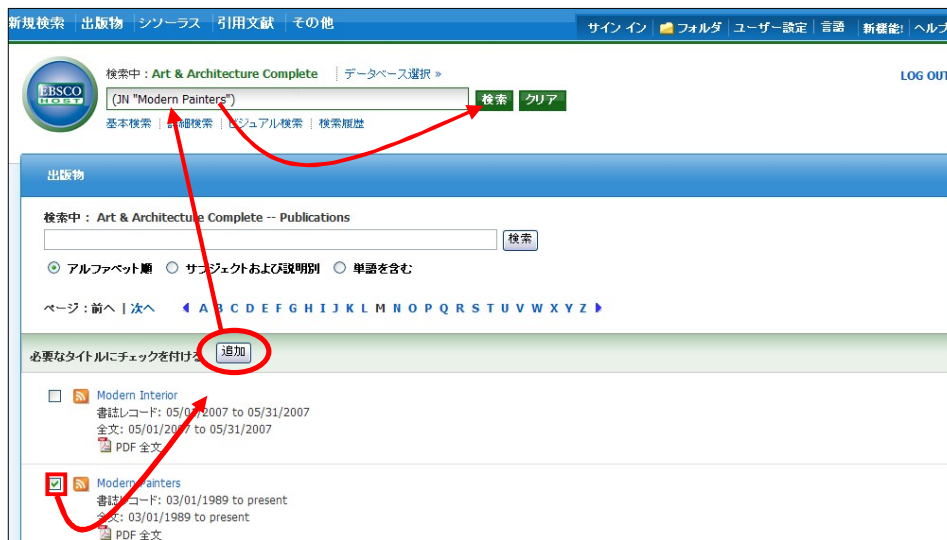 新規検索 出版物 シソーラス 引用文献 その他 サイン イン フォルダ ユーザー設定 言語 新機能! ヘルプ
検索中 : Art & Architecture Complete データベース選択 »
LOG OUT
EBSCO
HOST
(JN "Modern Painters") 検索 クリア
基本検索 詳細検索 ビジュアル検索 検索履歴
出版物
検索中 : Art & Architecture Complete -- Publications
検索
アルファベット順 サブジェクトおよび説明別 単語を含む
ページ : 前へ | 次へ A B C D E F G H I J K L M N O P Q R S T U V W X Y Z
必要なタイトルにチェックを付ける 追加
Modern Interior
書誌レコード: 05/01/2007 to 05/31/2007
全文: 05/01/2007 to 05/31/2007
PDF 全文
Modern Painters
書誌レコード: 03/01/1989 to present
全文: 03/01/1989 to present
PDF 全文